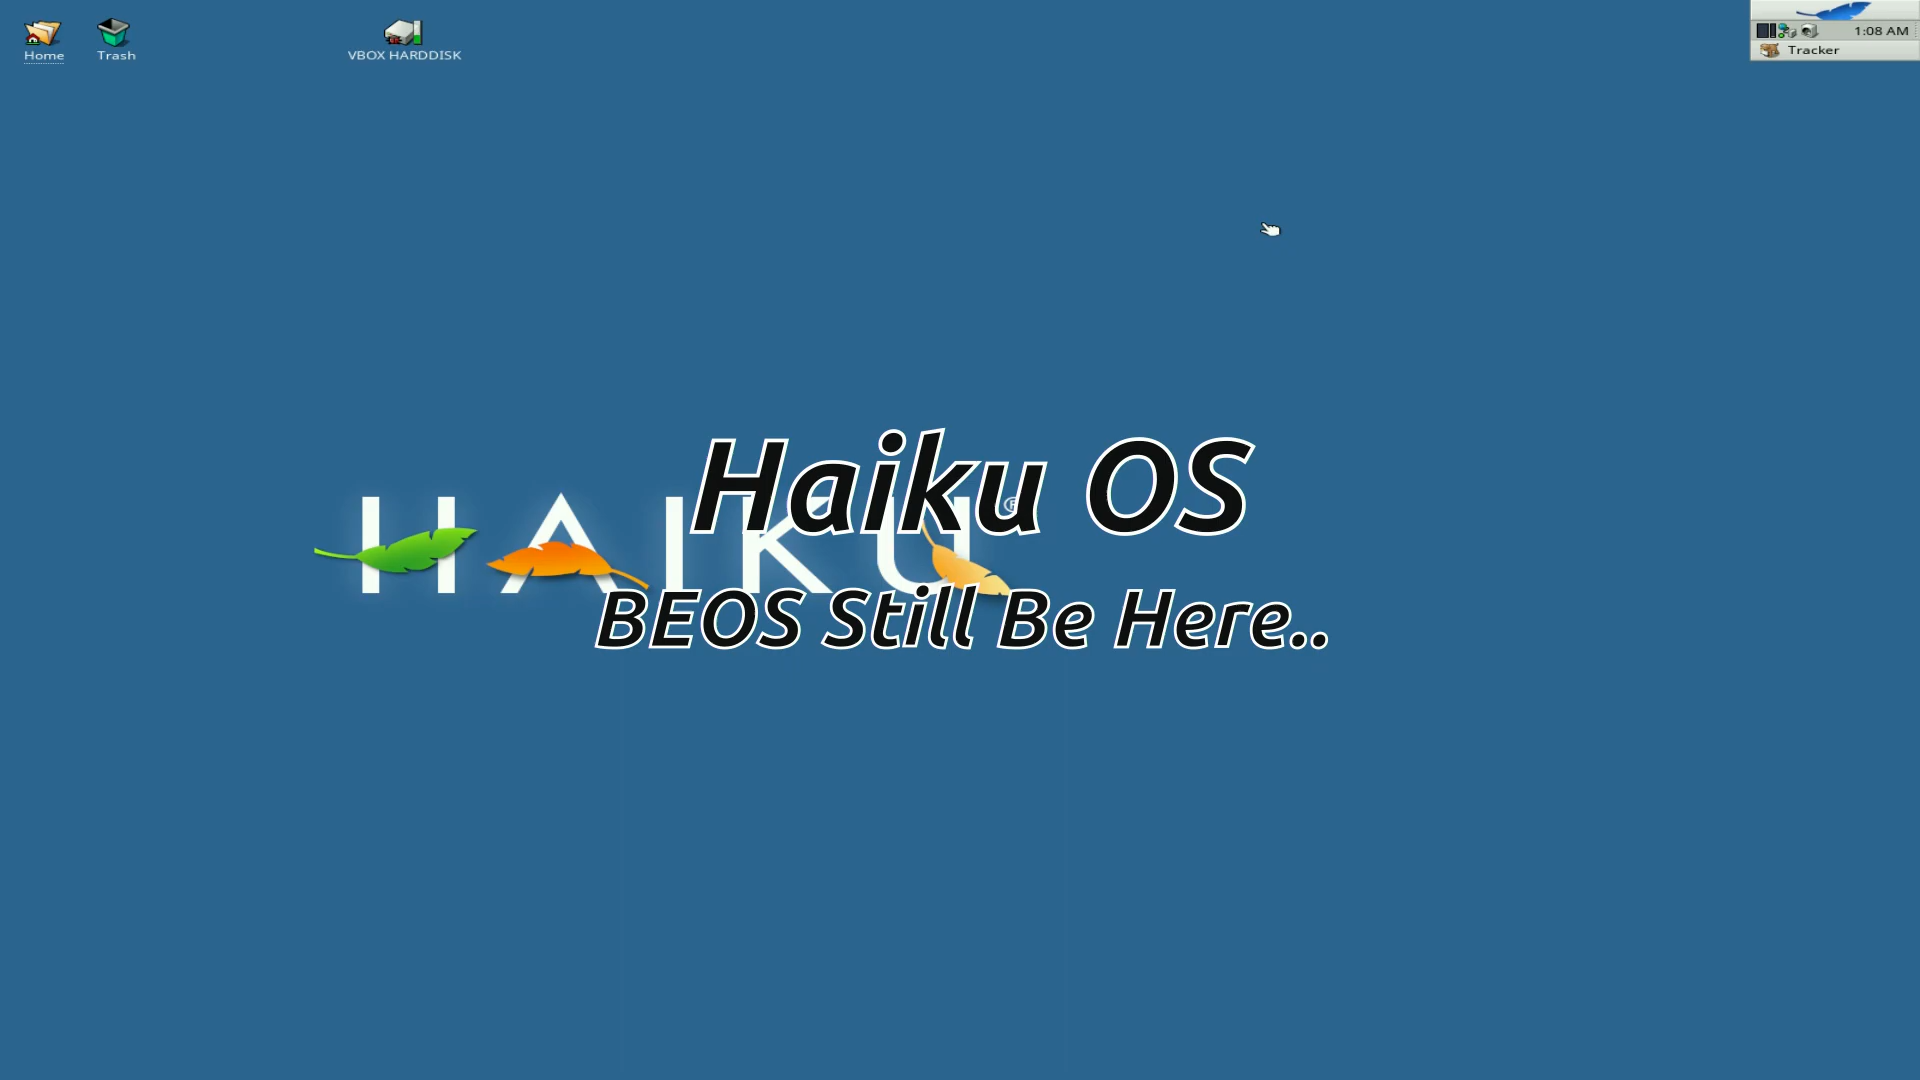 Home
Trash
VBOX HARDDISK
1:08 AM
Tracker
Haiku OS
HAIKU®
BEOS Still Be Here..